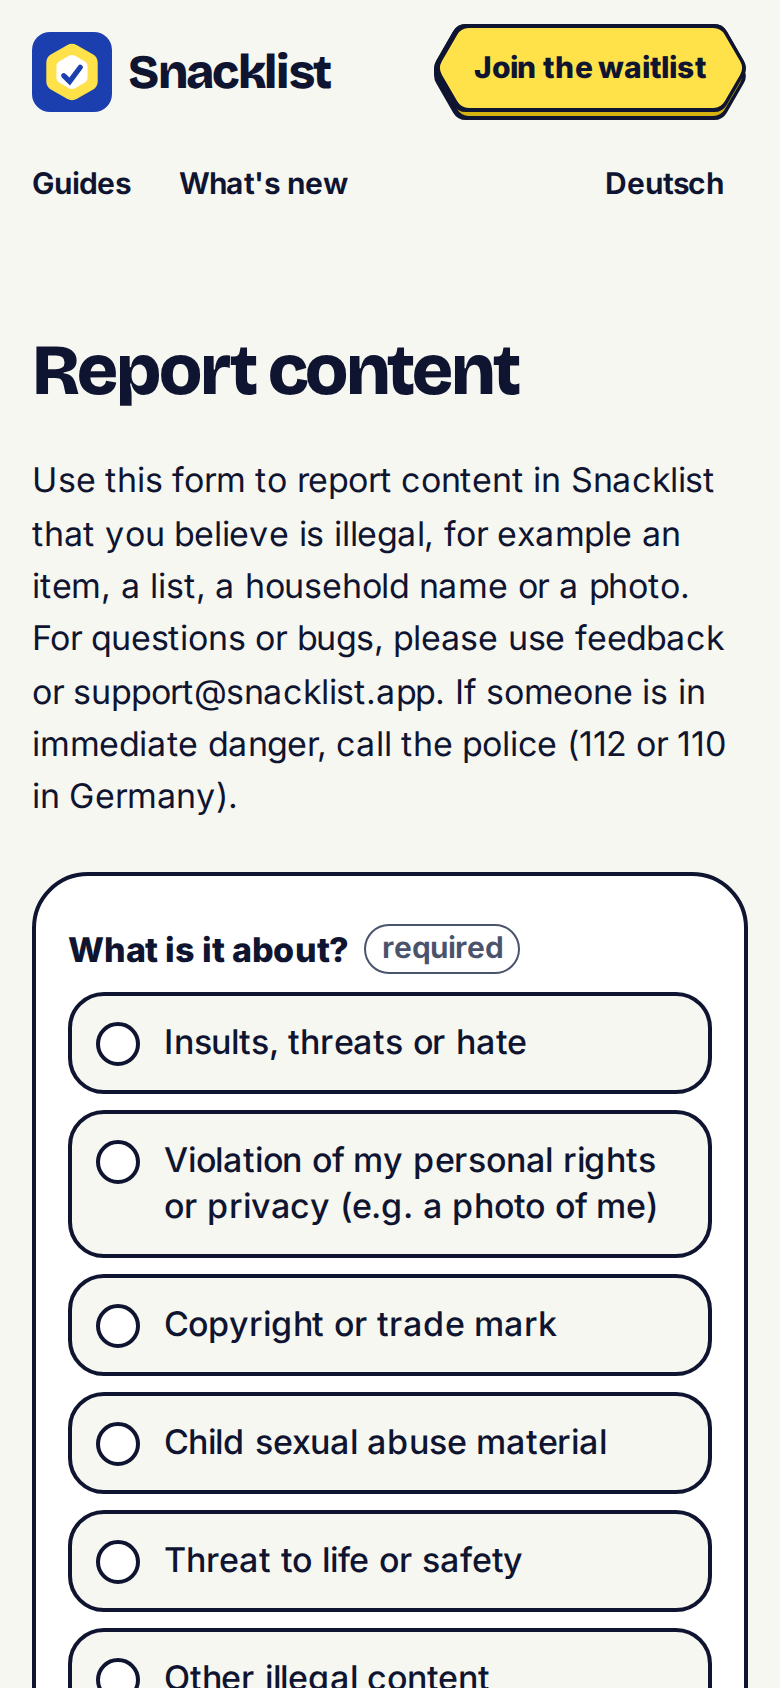 Snacklist
Join the waitlist
Guides
What's new
Deutsch
Report content
Use this form to report content in Snacklist
that you believe is illegal, for example an
item, a list, a household name or a photo.
For questions or bugs, please use feedback
or support@snacklist.app. If someone is in
immediate danger, call the police (112 or 110
in Germany).
What is it about? required
Insults, threats or hate
Violation of my personal rights
or privacy (e.g. a photo of me)
Copyright or trade mark
Child sexual abuse material
Threat to life or safety
Other illegal content